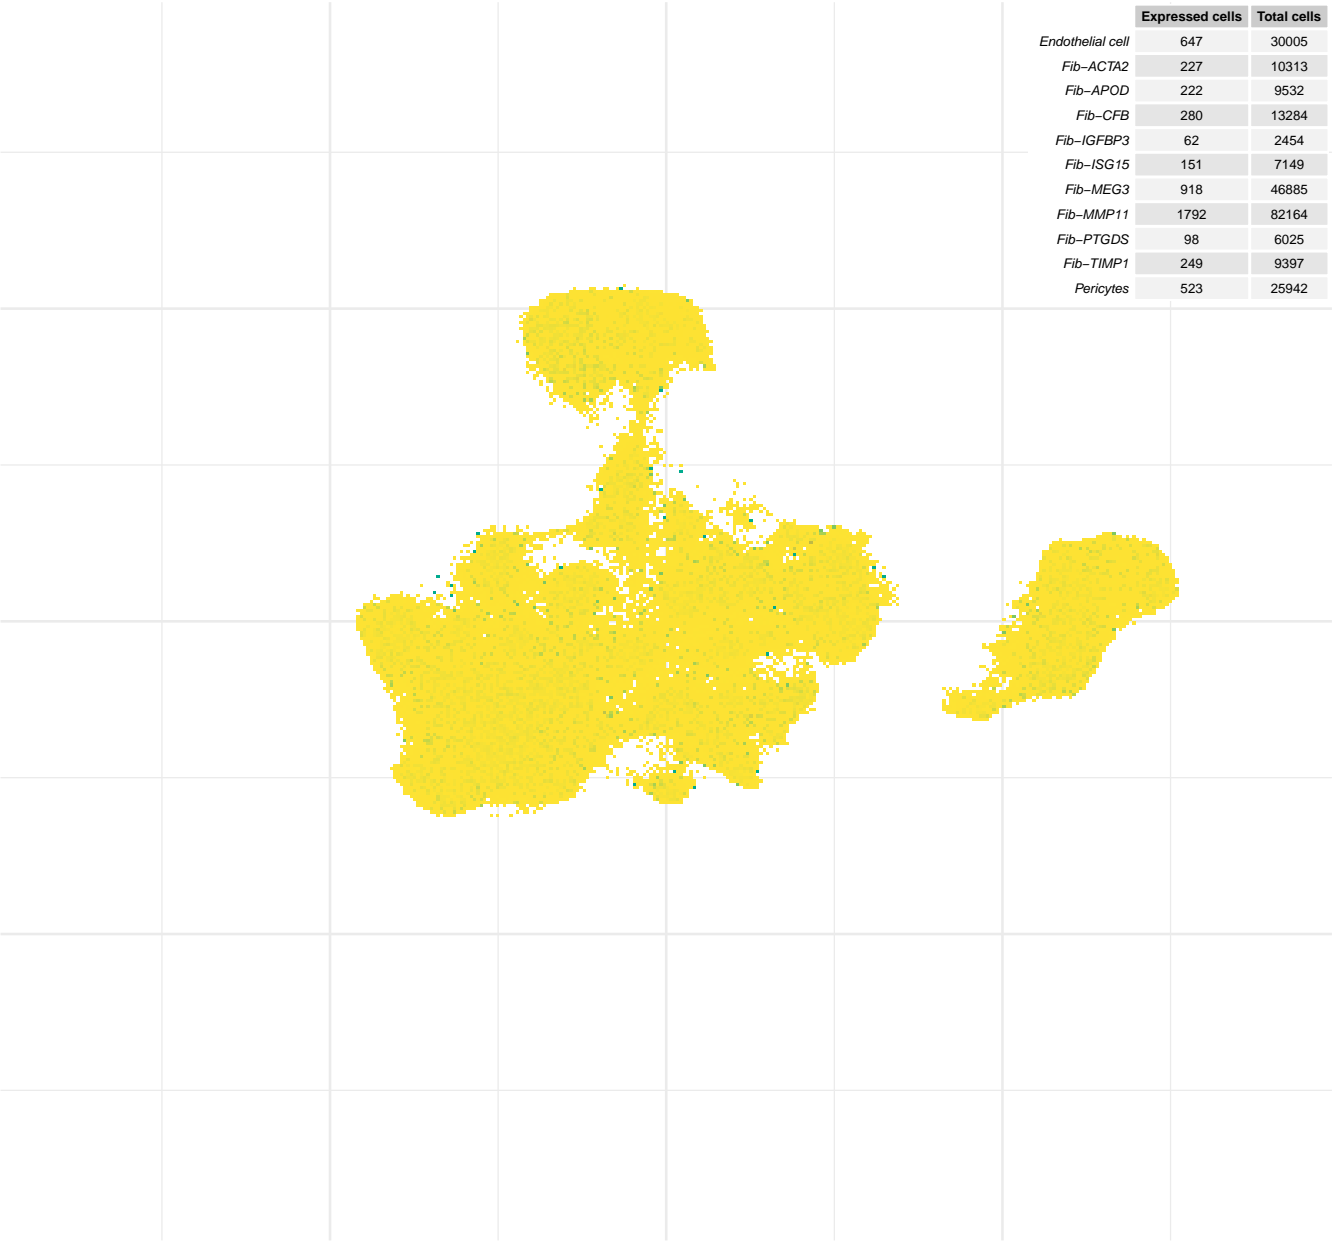 Expressed cells Total cells
Endothelial cell 647 30005
Fib−ACTA2 227 10313
Fib−APOD 222 9532
Fib−CFB 280 13284
Fib−IGFBP3 62 2454
Fib−ISG15 151 7149
Fib−MEG3 918 46885
Fib−MMP11 1792 82164
Fib−PTGDS 98 6025
Fib−TIMP1 249 9397
Pericytes 523 25942